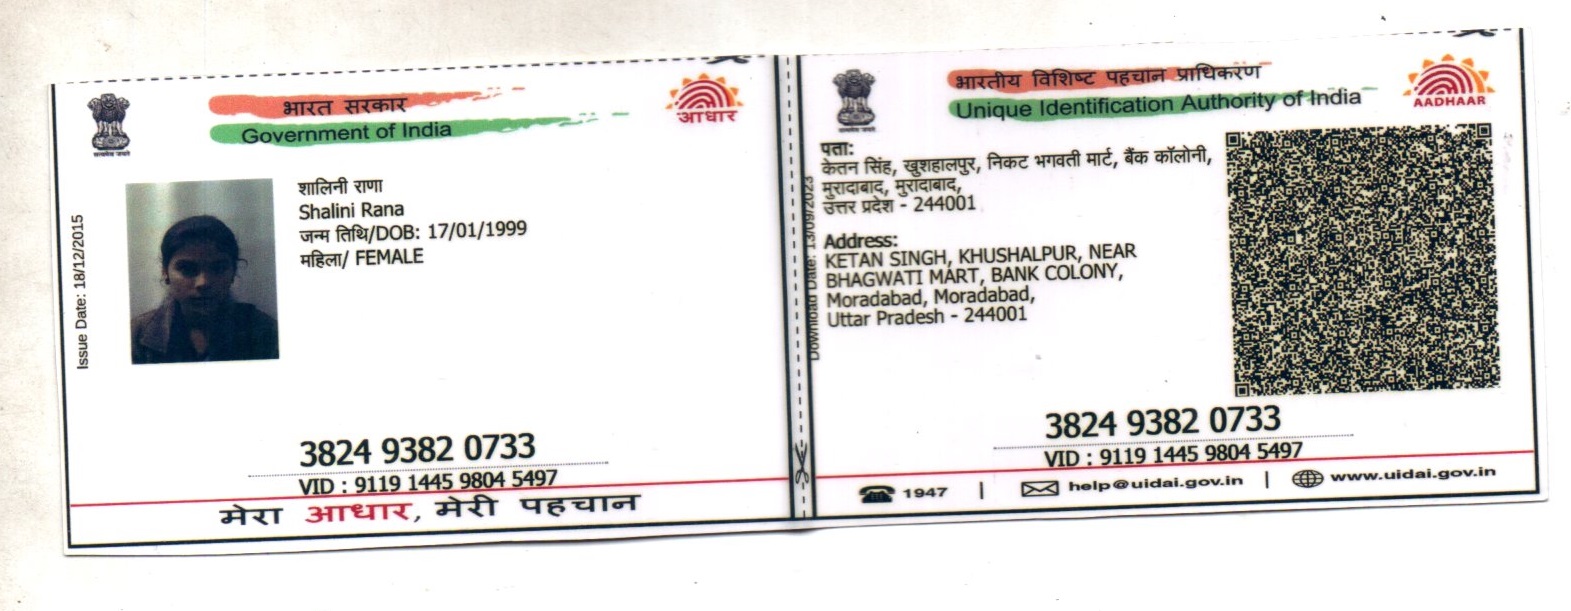 भारत सरकार
Government of India
आधार
Issue Date: 18/12/2015
शालिनी राणा
Shalini Rana
जन्म तिथि/DOB: 17/01/1999
महिला/ FEMALE
3824 9382 0733
VID : 9119 1445 9804 5497
मेरा आधार, मेरी पहचान
भारतीय विशिष्ट पहचान प्राधिकरण
Unique Identification Authority of India
AADHAAR
Download Date: 13/09/2023
पता:
केतन सिंह, खुशहालपुर, निकट भगवती मार्ट, बैंक कॉलोनी,
मुरादाबाद, मुरादाबाद,
उत्तर प्रदेश - 244001
Address:
KETAN SINGH, KHUSHALPUR, NEAR
BHAGWATI MART, BANK COLONY,
Moradabad, Moradabad,
Uttar Pradesh - 244001
3824 9382 0733
VID : 9119 1445 9804 5497
1947 | help@uidai.gov.in | www.uidai.gov.in